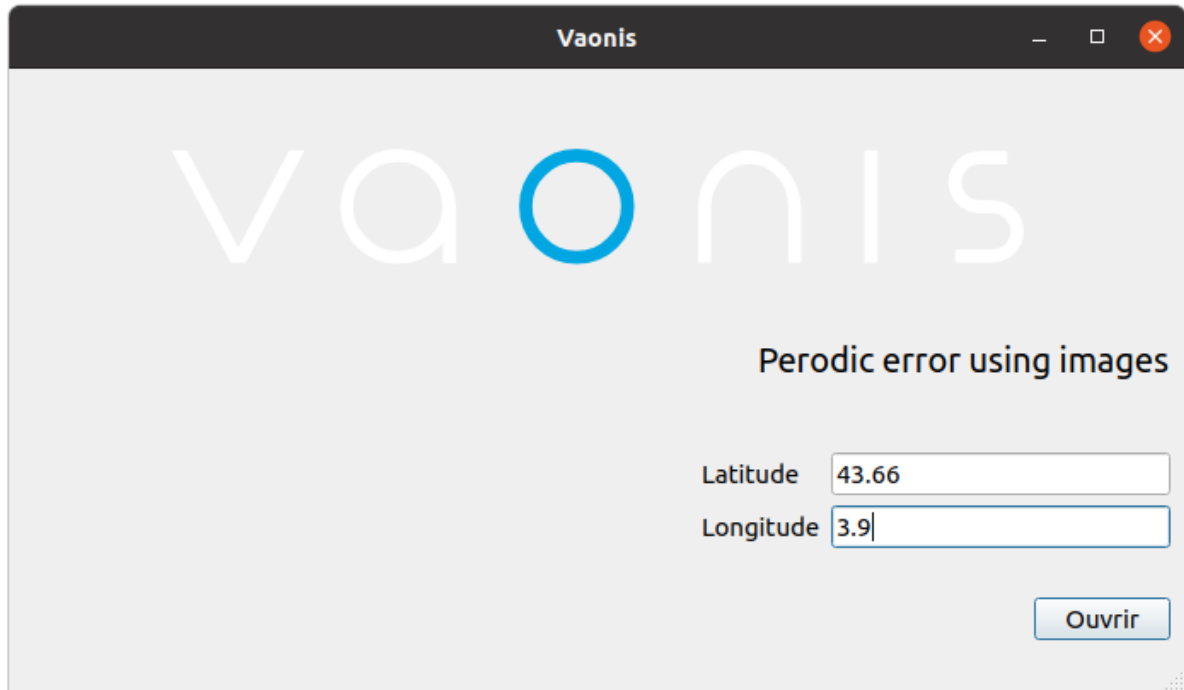 Vaonis
vaonis
Perodic error using images
Latitude 43.66
Longitude 3.9
Ouvrir